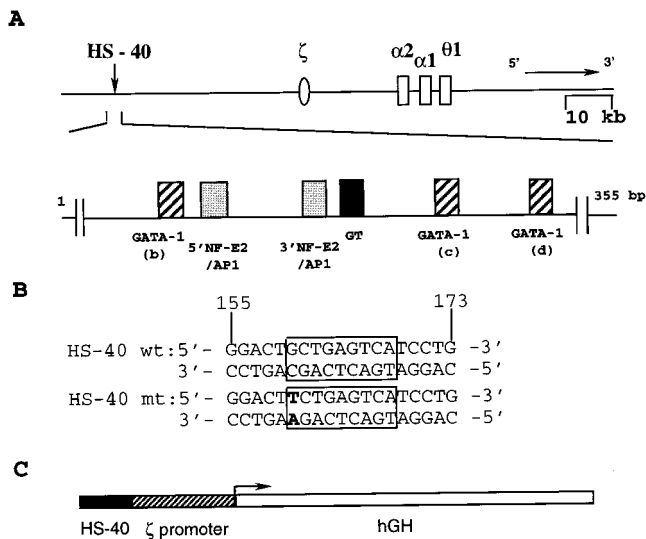 A
HS - 40
ζ
α2
α1
θ1
5'
3'
10 kb
1
355 bp
GATA-1
(b)
5'NF-E2
/AP1
3'NF-E2
/AP1
GT
GATA-1
(c)
GATA-1
(d)
B
155
173
HS-40 wt:5'- GGACTGCTGAGTCATCCTG -3'
3'- CCTGACGACTCAGTAGGAC -5'
HS-40 mt:5'- GGACTTCTGAGTCATCCTG -3'
3'- CCTGAAGACTCAGTAGGAC -5'
C
HS-40
ζ promoter
hGH